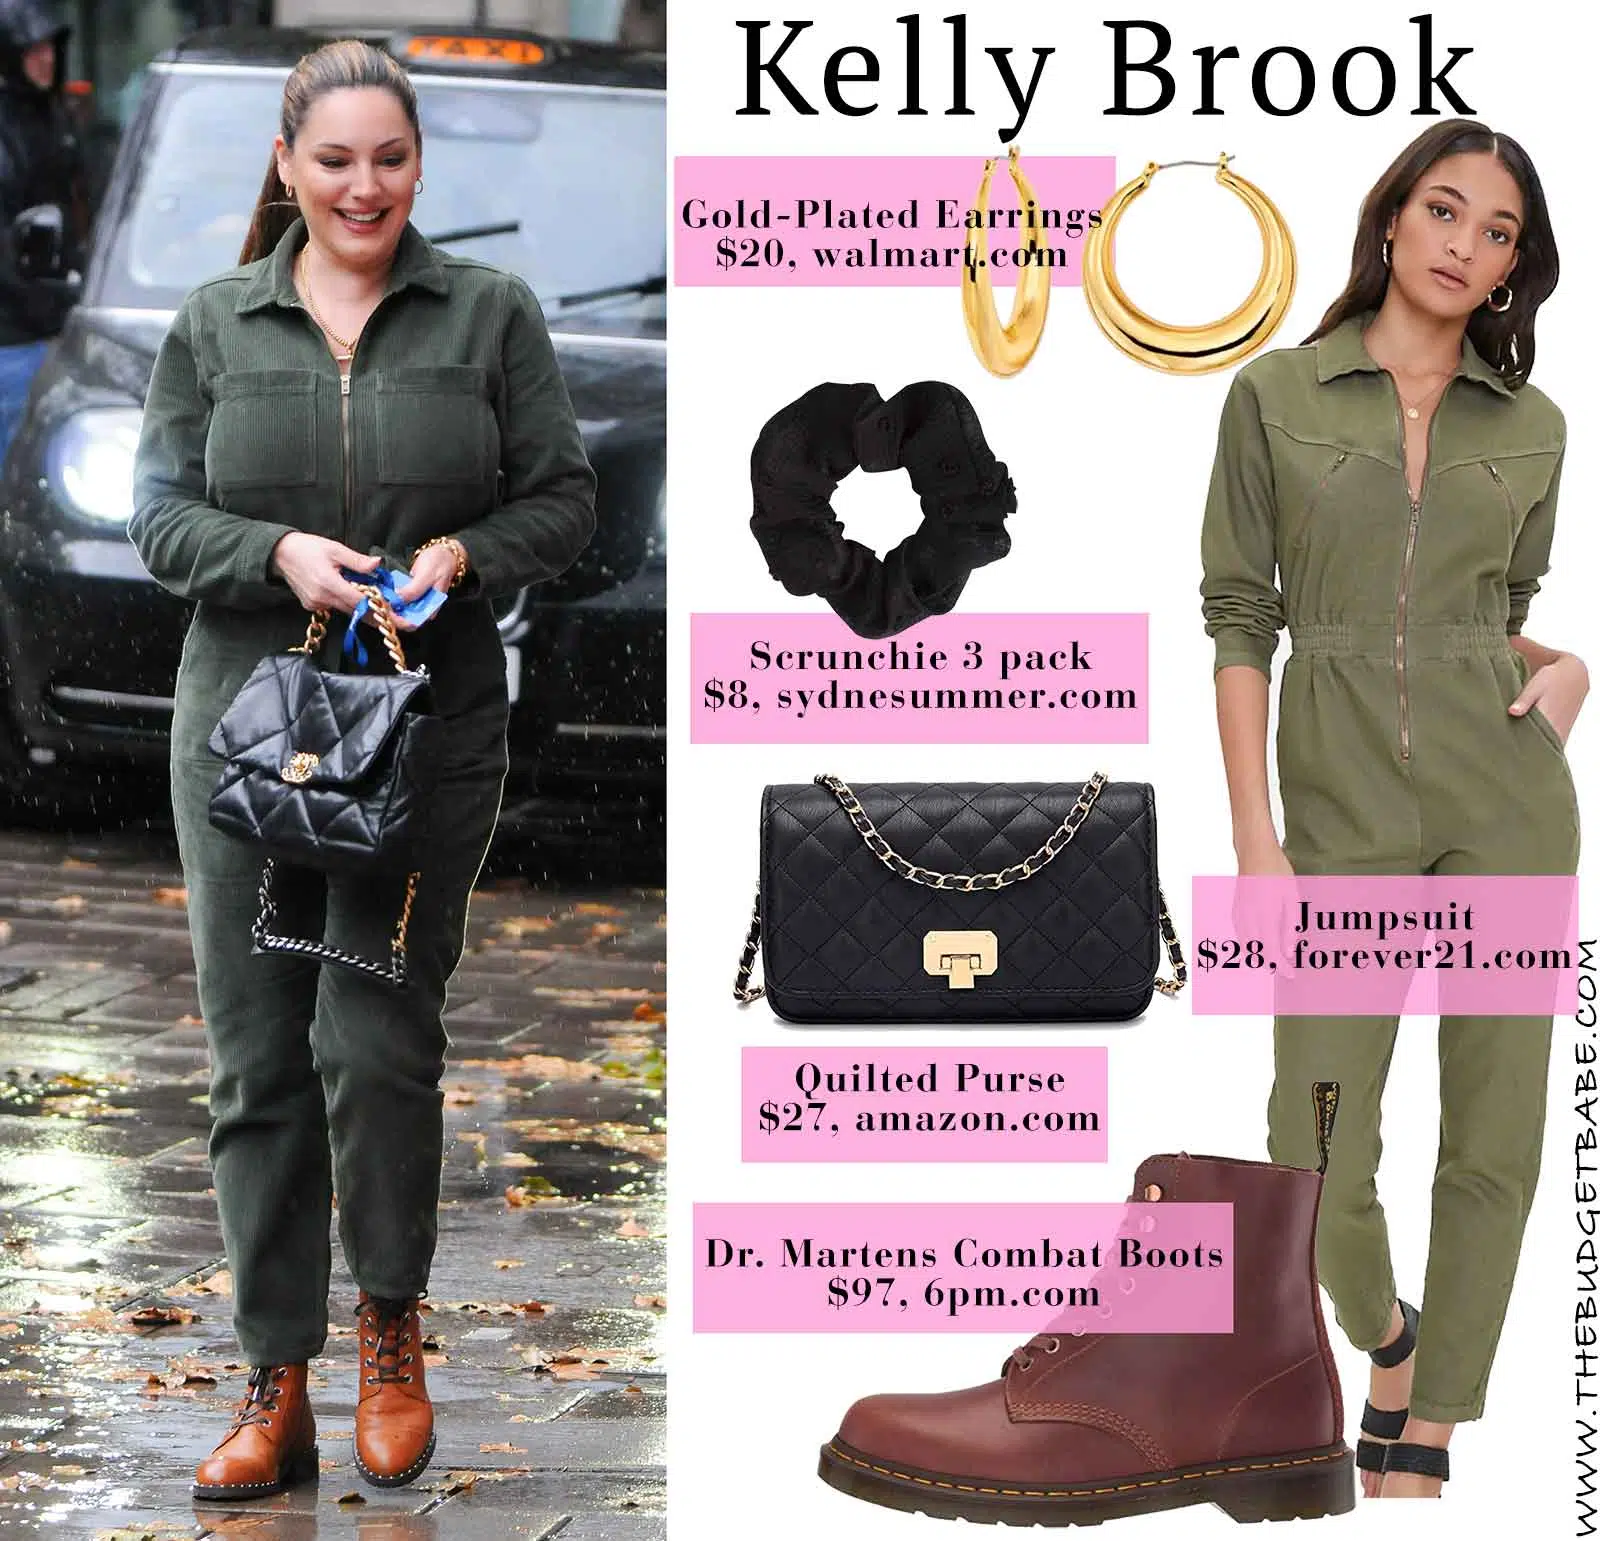 TAXI
Kelly Brook
Gold-Plated Earrings
$20, walmart.com
Scrunchie 3 pack
$8, sydnesummer.com
Jumpsuit
$28, forever21.com
Quilted Purse
$27, amazon.com
Dr. Martens Combat Boots
$97, 6pm.com
WWW.THEBUDGETBABE.COM